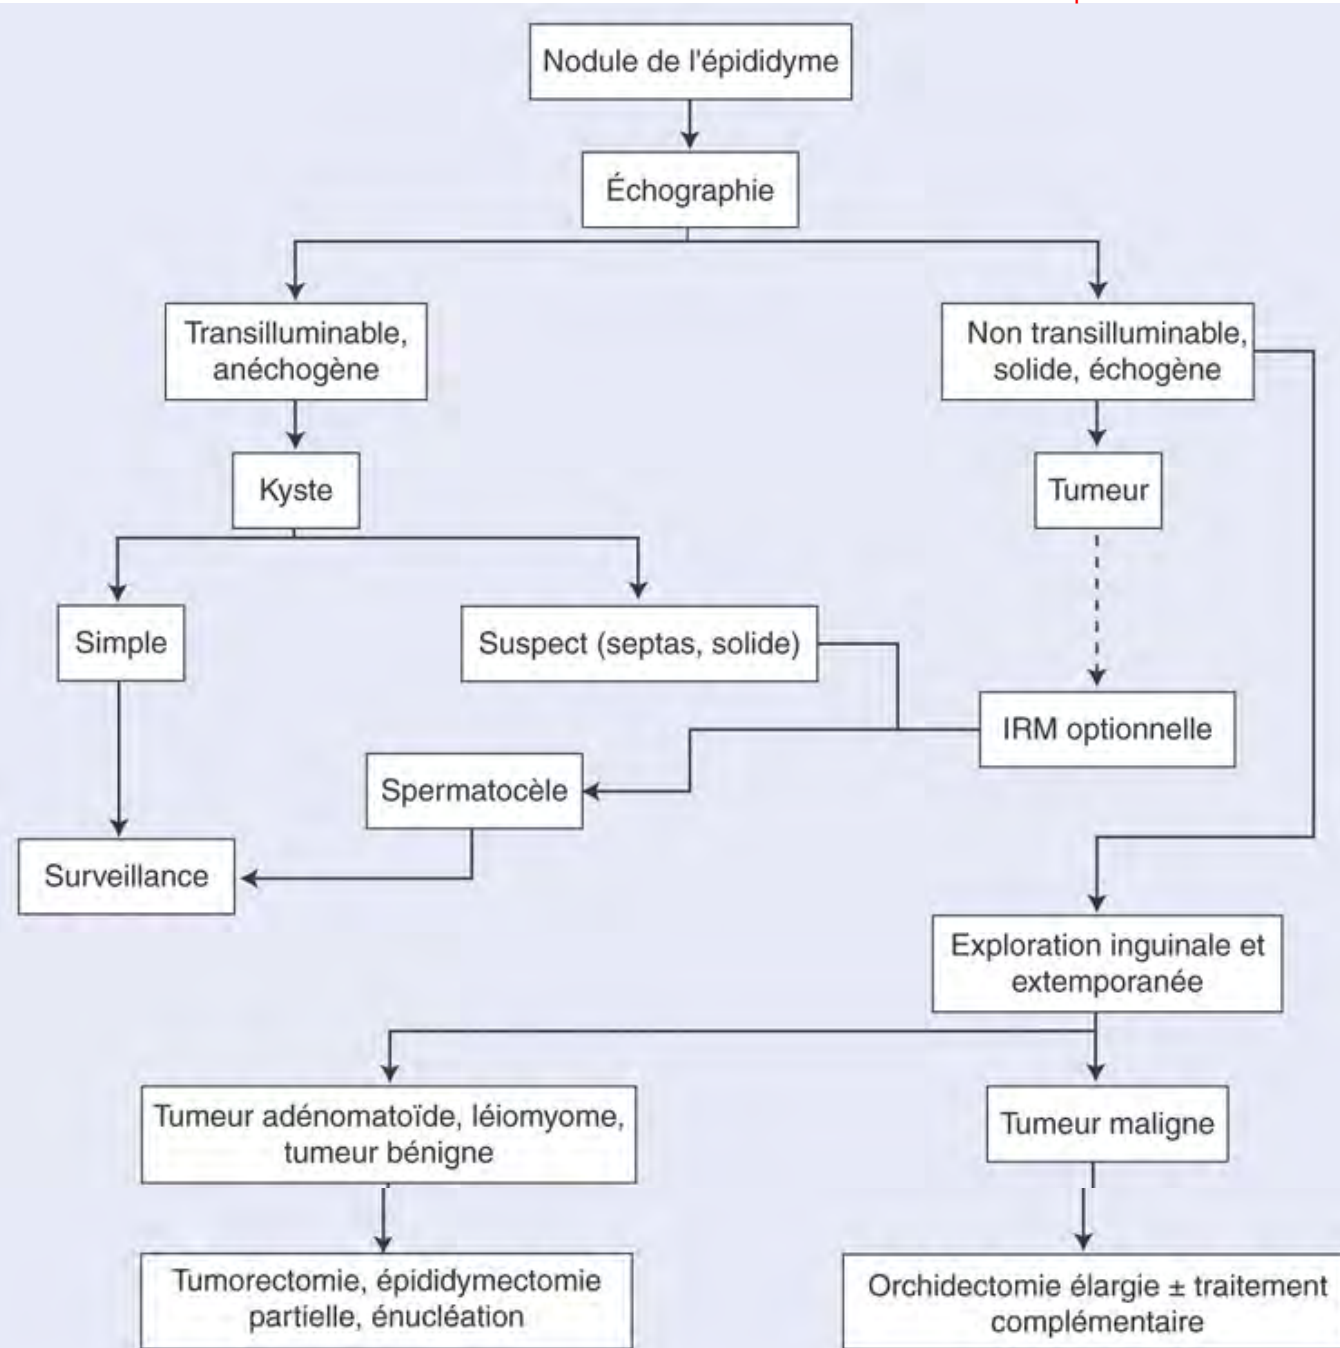 Nodule de l'épididyme
Échographie
Transilluminable,
anéchogène
Non transilluminable,
solide, échogène
Kyste
Tumeur
Simple
Suspect (septas, solide)
IRM optionnelle
Spermatocèle
Surveillance
Exploration inguinale et
extemporanée
Tumeur adénomatoïde, léiomyome,
tumeur bénigne
Tumeur maligne
Tumorectomie, épididymectomie
partielle, énucléation
Orchidectomie élargie ± traitement
complémentaire